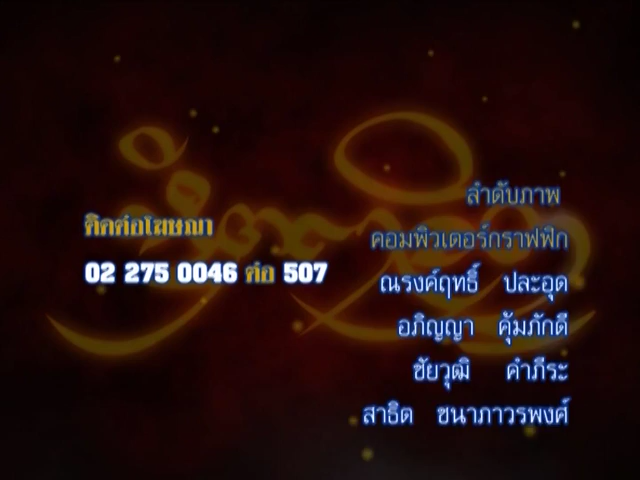 ติดต่อโฆษณา
02 275 0046 ต่อ 507
ลำดับภาพ
คอมพิวเตอร์กราฟฟิก
ณรงค์ฤทธิ์ ปละอุด
อภิญญา คุ้มภักดี
ชัยวุฒิ คำภีระ
สาธิต ชนาภาวรพงศ์